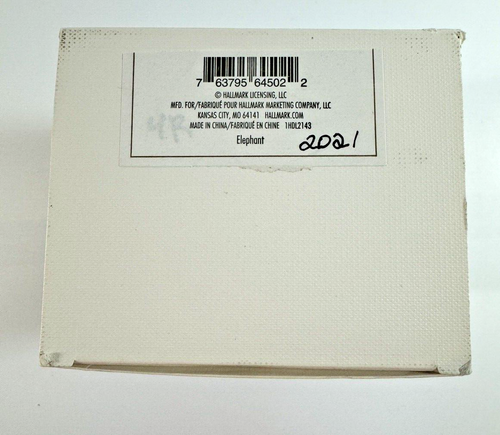 7 63795 64502 2
© HALLMARK LICENSING, LLC
MFD. FOR/FABRIQUÉ POUR HALLMARK MARKETING COMPANY, LLC
KANSAS CITY, MO 64141 HALLMARK.COM
MADE IN CHINA/FABRIQUÉ EN CHINE 1HDL2143
Elephant 2021